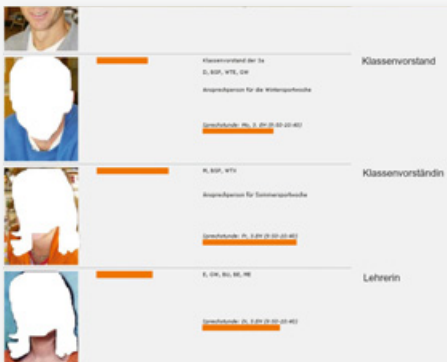 Klassenvorstand der 3a
Klassenvorstand
D, BSP, WTE, GW
Ansprechperson für die Wintersportwoche
Sprechstunde: Mo, 3. EH (9:50-10:40)
Klassenvorständin
M, BSP, WTX
Ansprechperson für Sommersportwoche
Sprechstunde: Fr, 3.EH (9:50-10:40)
Lehrerin
E, GW, BU, BE, ME
Sprechstunde: Di, 3. EH (9:50-10:40)